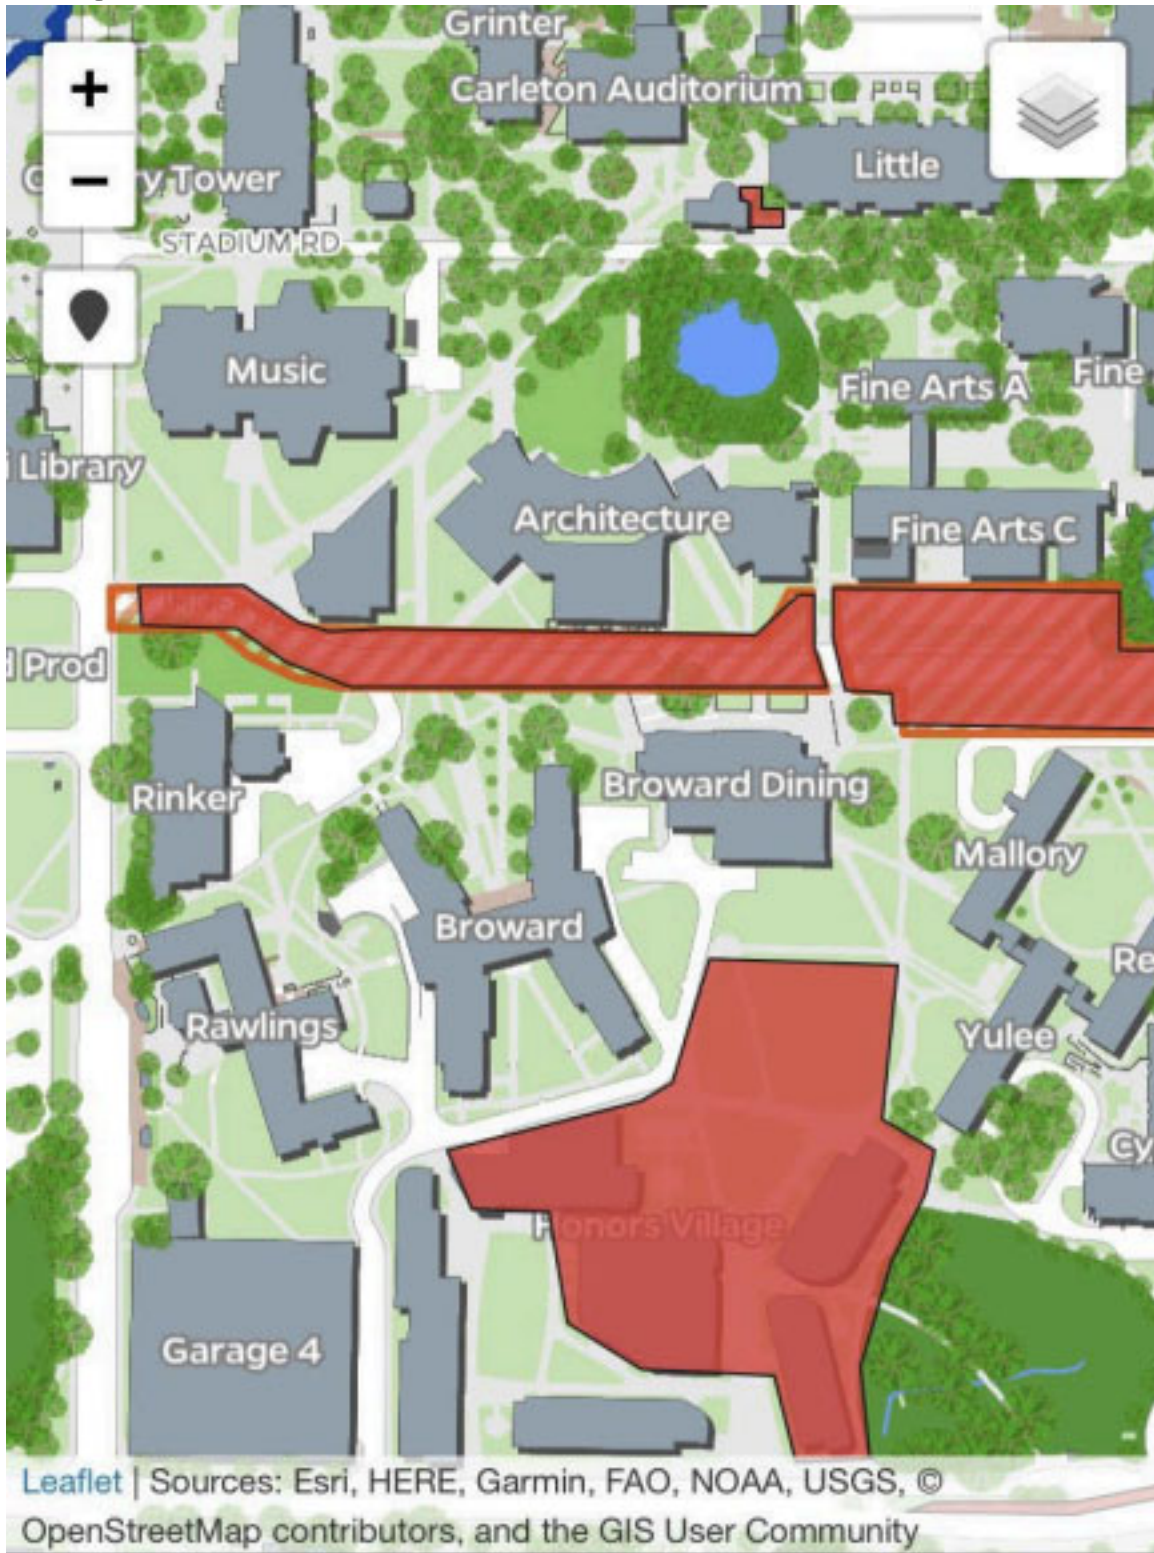 Grinter
Carleton Auditorium
Little
Tower
STADIUM RD
Music
Fine Arts A
Fine
Library
Architecture
Fine Arts C
Prod
Rinker
Broward Dining
Mallory
Broward
Re
Rawlings
Yulee
Cy
Honors Village
Garage 4
Leaflet | Sources: Esri, HERE, Garmin, FAO, NOAA, USGS, ©
OpenStreetMap contributors, and the GIS User Community